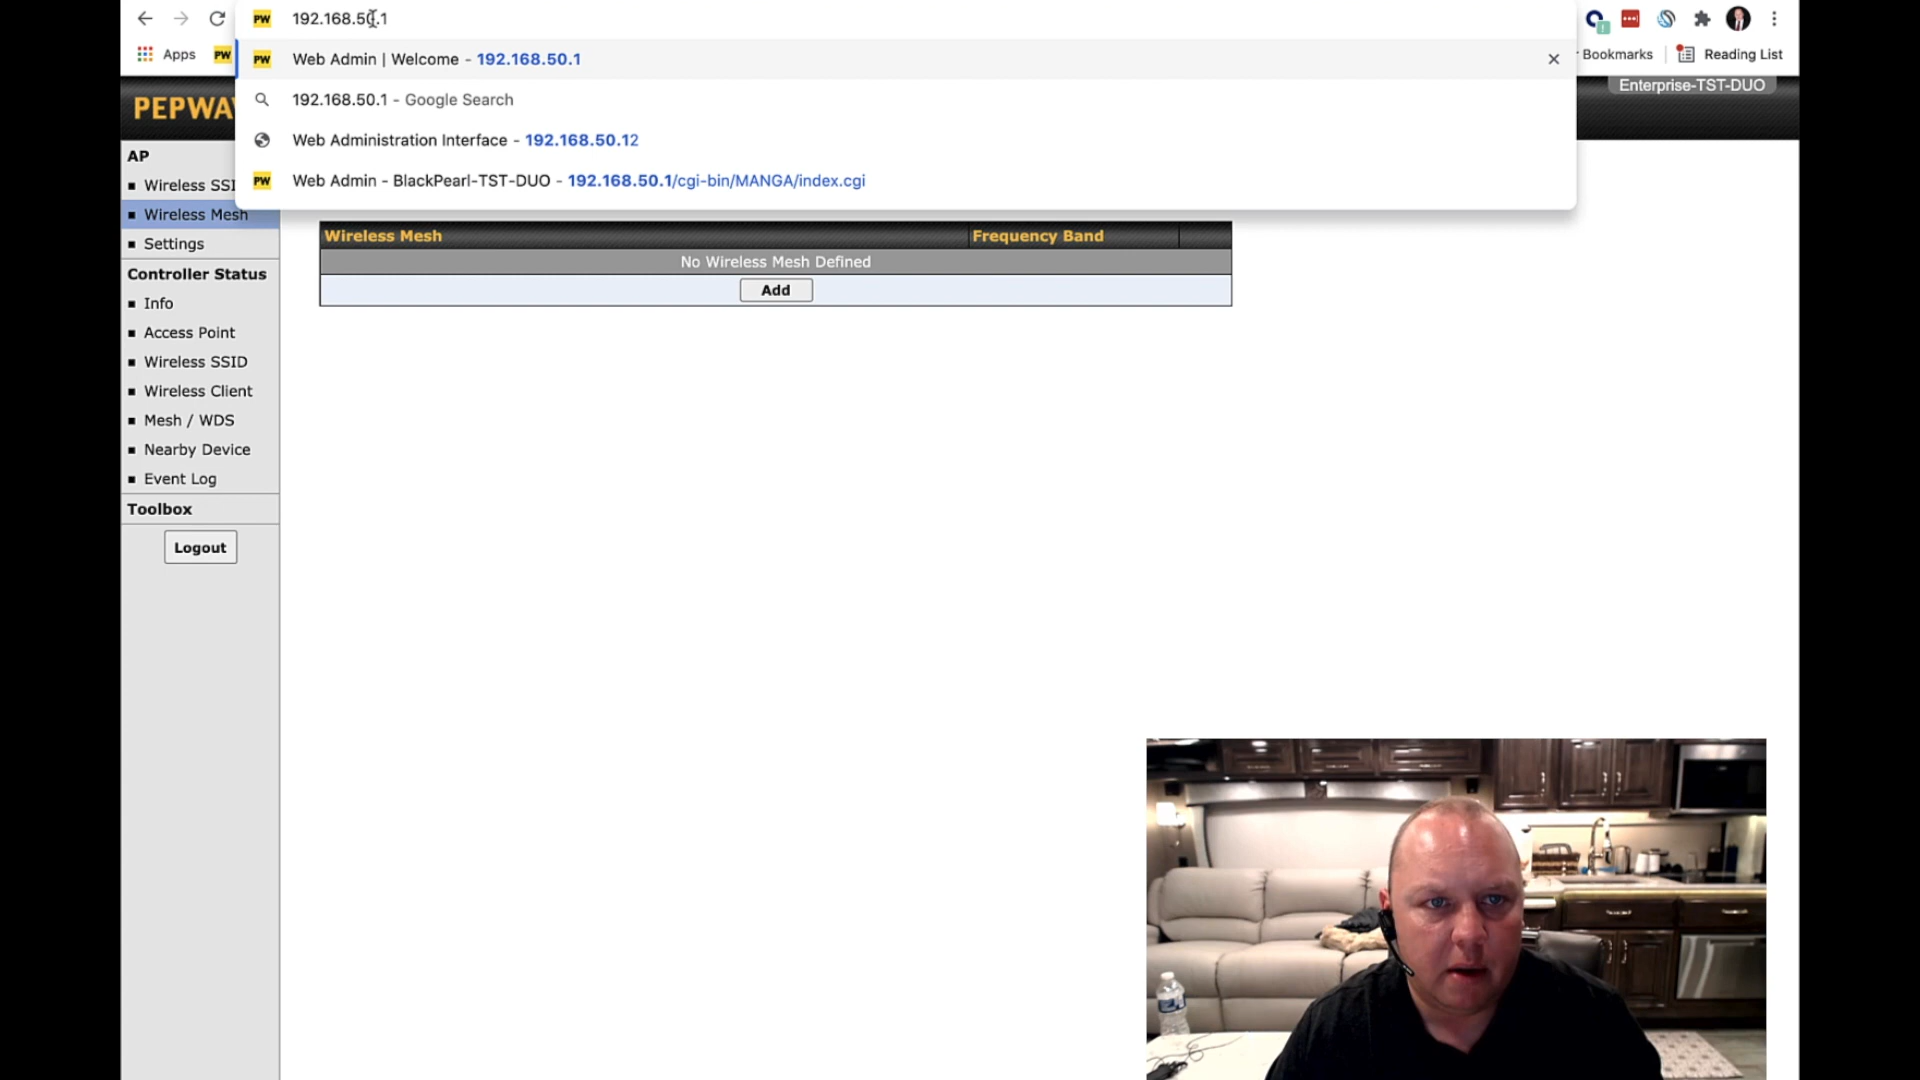 192.168.50.1
Apps
PW
Web Admin | Welcome - 192.168.50.1
Bookmarks
Reading List
192.168.50.1 - Google Search
Enterprise-TST-DUO
PEPWA
Web Administration Interface - 192.168.50.12
Web Admin - BlackPearl-TST-DUO - 192.168.50.1/cgi-bin/MANGA/index.cgi
AP
Wireless SSI
Wireless Mesh
Settings
Controller Status
Info
Access Point
Wireless SSID
Wireless Client
Mesh / WDS
Nearby Device
Event Log
Toolbox
Logout
Wireless Mesh
Frequency Band
No Wireless Mesh Defined
Add